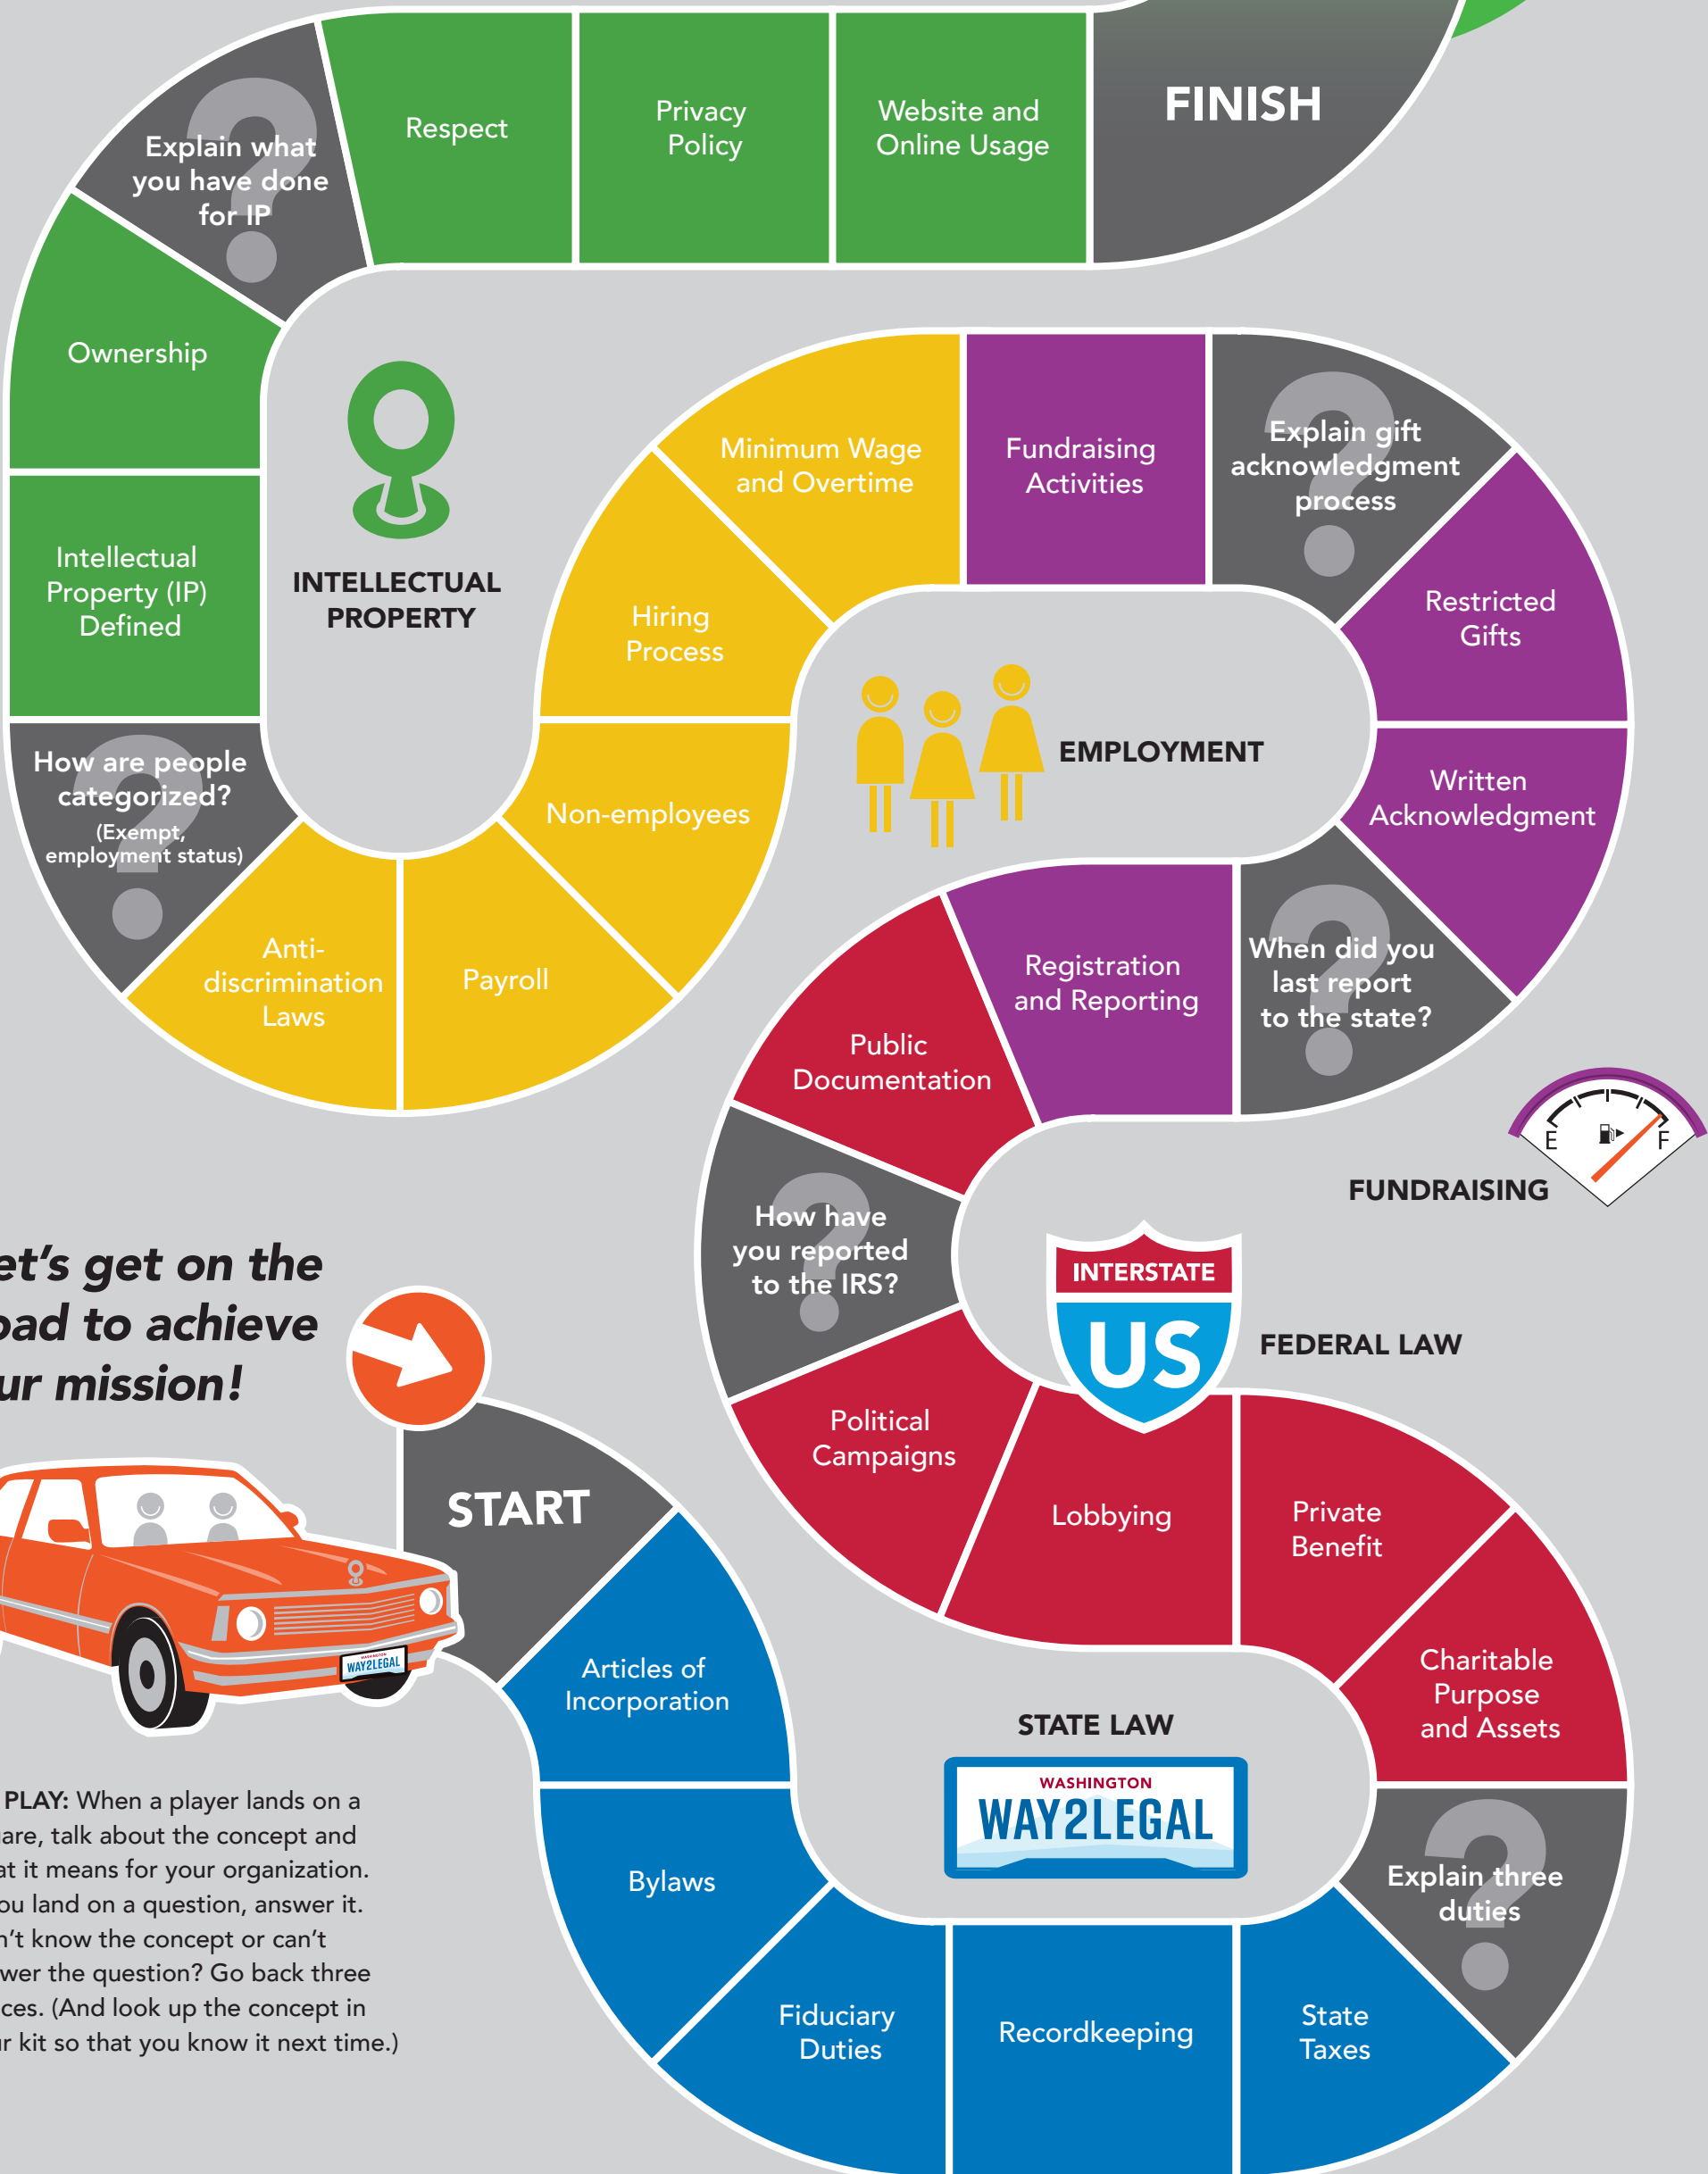 FINISH
Website and
Online Usage
Privacy
Policy
Respect
Explain what
you have done
for IP
Ownership
Intellectual
Property (IP)
Defined
INTELLECTUAL
PROPERTY
How are people
categorized?
(Exempt,
employment status)
Anti-
discrimination
Laws
Payroll
Non-employees
Hiring
Process
Minimum Wage
and Overtime
EMPLOYMENT
Fundraising
Activities
Explain gift
acknowledgment
process
Restricted
Gifts
Written
Acknowledgment
When did you
last report
to the state?
Registration
and Reporting
E
F
FUNDRAISING
Public
Documentation
How have
you reported
to the IRS?
INTERSTATE
US
FEDERAL LAW
Political
Campaigns
Lobbying
Private
Benefit
Charitable
Purpose
and Assets
Explain three
duties
STATE LAW
WASHINGTON
WAY2LEGAL
State
Taxes
Recordkeeping
Fiduciary
Duties
Bylaws
Articles of
Incorporation
START
et's get on the
oad to achieve
ur mission!
WASHINGTON
WAY2LEGAL
PLAY: When a player lands on a
are, talk about the concept and
at it means for your organization.
ou land on a question, answer it.
n't know the concept or can't
wer the question? Go back three
ces. (And look up the concept in
r kit so that you know it next time.)